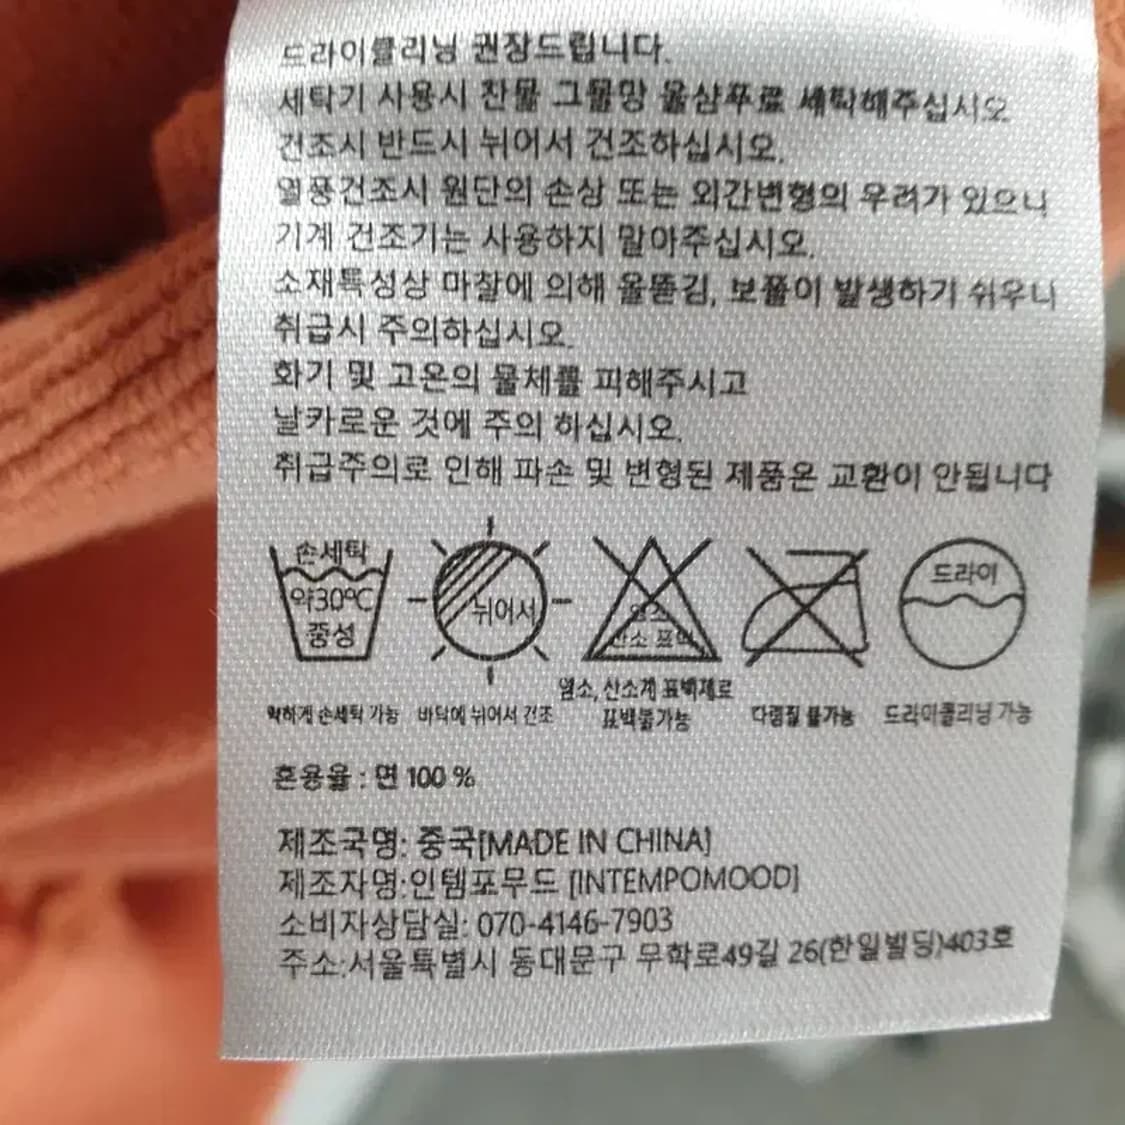 드라이클리닝 권장드립니다.
세탁기 사용시 찬물 그물망 울샴푸로 세탁해주십시오
건조시 반드시 뉘어서 건조하십시오.
열풍건조시 원단의 손상 또는 외간변형의 우려가 있으니
기계 건조기는 사용하지 말아주십시오.
소재특성상 마찰에 의해 올뜯김, 보풀이 발생하기 쉬우니
취급시 주의하십시오.
화기 및 고온의 물체를 피해주시고
날카로운 것에 주의 하십시오.
취급주의로 인해 파손 및 변형된 제품은 교환이 안됩니다
손세탁
약30℃
중성
뉘어서
염소
산소 표백
드라이
약하게 손세탁 가능
바닥에 뉘어서 건조
염소, 산소계 표백제로
표백불가능
다림질 불가능
드라이클리닝 가능
혼용율 : 면 100 %
제조국명: 중국[MADE IN CHINA]
제조자명:인템포무드 [INTEMPOMOOD]
소비자상담실: 070-4146-7903
주소:서울특별시 동대문구 무학로49길 26(한일빌딩)403호